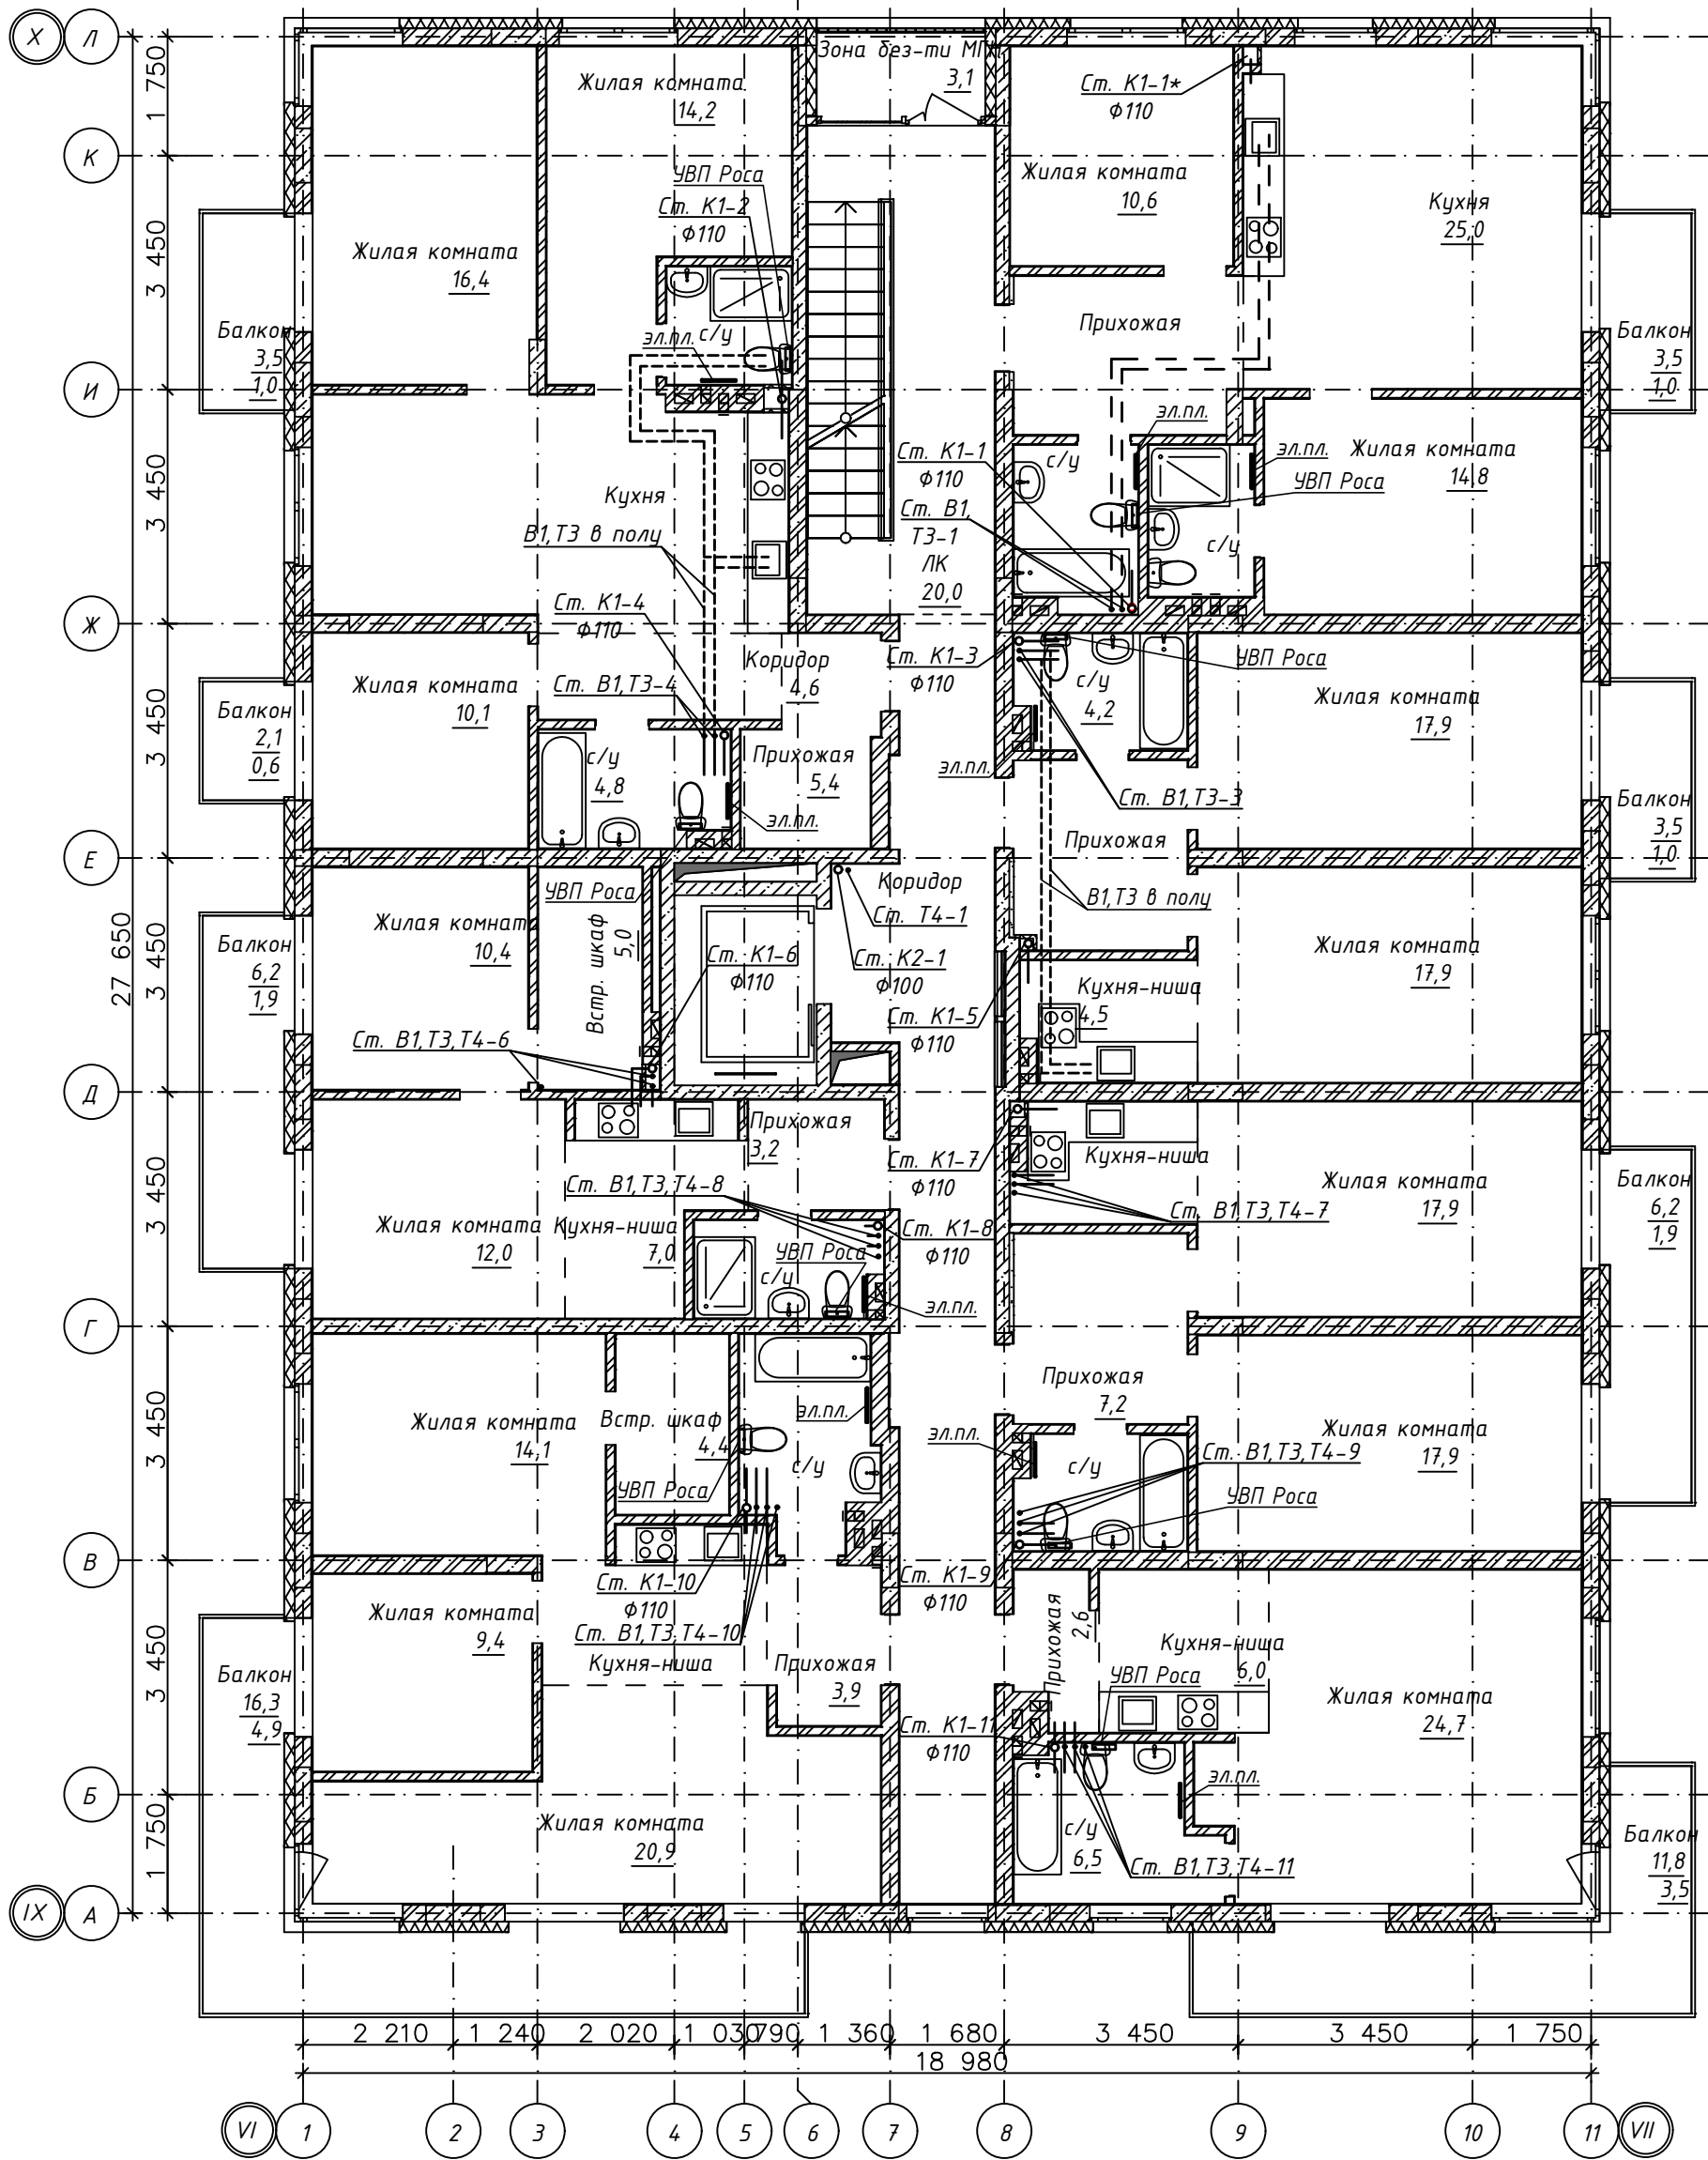 X Л
1 750
Зона без-ти МГН
3,1
Жилая комната
14,2
Ст. К1-1*
Ф110
К
УВП Роса
Ст. К1-2
Ф110
Жилая комната
10,6
Кухня
25,0
3 450
Жилая комната
16,4
Балкон
3,5
1,0
эл.пл.
с/у
Прихожая
Балкон
3,5
1,0
И
3 450
Кухня
В1,Т3 в полу
Ст. К1-1
Ф110
Ст. В1,
Т3-1
ЛК
20,0
с/у
эл.пл.
эл.пл.
УВП Роса
с/у
Жилая комната
14,8
Ст. К1-4
Ф110
Ж
3 450
Балкон
2,1
0,6
Жилая комната
10,1
Ст. В1,Т3-4
Коридор
4,6
Ст. К1-3
Ф110
УВП Роса
с/у
4,2
Жилая комната
17,9
с/у
4,8
Прихожая
5,4
эл.пл.
эл.пл.
Ст. В1,Т3-3
Прихожая
Балкон
3,5
1,0
Е
27 650
3 450
Балкон
6,2
1,9
Жилая комната
10,4
УВП Роса
Встр. шкаф
5,0
Коридор
Ст. Т4-1
В1,Т3 в полу
Ст. К1-6
Ф110
Ст. К2-1
Ф100
Жилая комната
17,9
Ст. К1-5
Ф110
Кухня-ниша
4,5
Ст. В1,Т3,Т4-6
Д
3 450
Прихожая
3,2
Ст. К1-7
Ф110
Кухня-ниша
Ст. В1,Т3,Т4-8
Ст. В1,Т3,Т4-7
Жилая комната
17,9
Балкон
6,2
1,9
Жилая комната
12,0
Кухня-ниша
7,0
Ст. К1-8
Ф110
УВП Роса
с/у
эл.пл.
Г
3 450
Жилая комната
14,1
Встр. шкаф
4,4
УВП Роса
эл.пл.
с/у
Прихожая
7,2
эл.пл.
с/у
Ст. В1,Т3,Т4-9
УВП Роса
Жилая комната
17,9
В
3 450
Ст. К1-10
Ф110
Ст. В1,Т3,Т4-10
Ст. К1-9
Ф110
Жилая комната
9,4
Кухня-ниша
Прихожая
3,9
Балкон
16,3
4,9
Прихожая
2,6
Кухня-ниша
6,0
УВП Роса
Жилая комната
24,7
Ст. К1-11
Ф110
Б
1 750
эл.пл.
Жилая комната
20,9
с/у
6,5
Ст. В1,Т3,Т4-11
Балкон
11,8
3,5
IX А
2 210 1 240 2 020 1 030 790 1 360 1 680 3 450 3 450 1 750
18 980
VI 1 2 3 4 5 6 7 8 9 10 11 VII